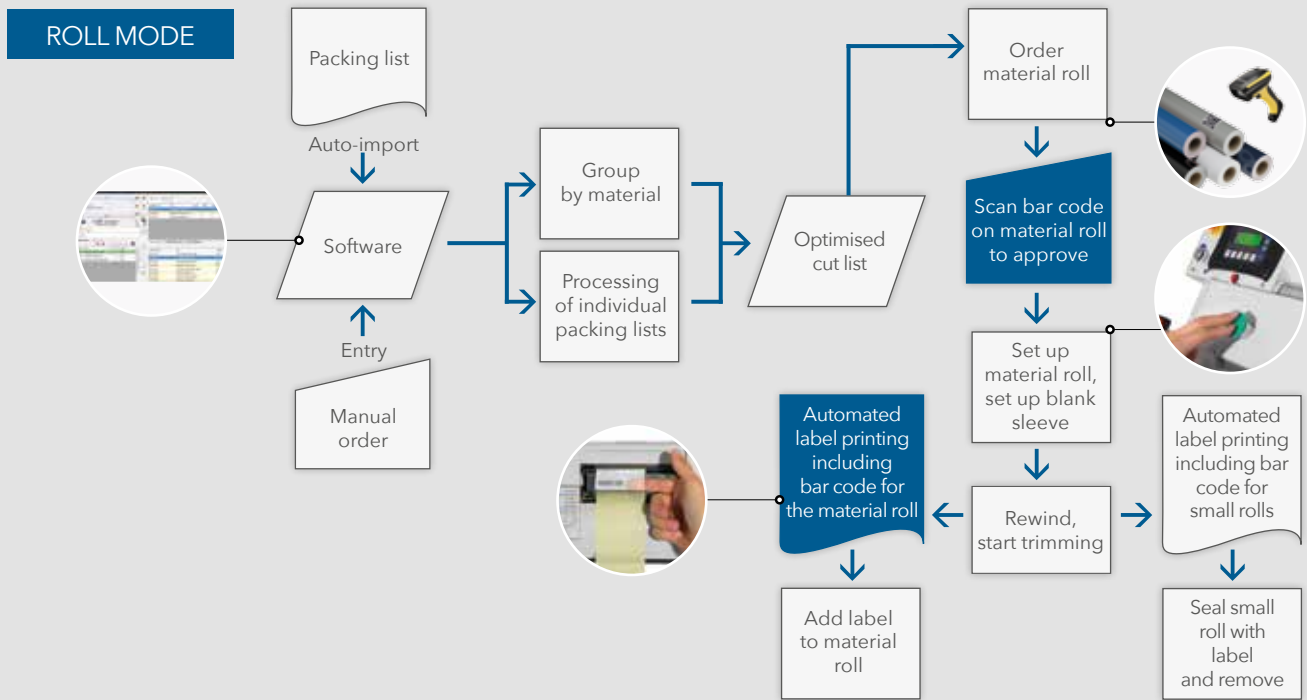 ROLL MODE
Packing list
Auto-import
Software
Entry
Manual
order
Group
by material
Processing
of individual
packing lists
Optimised
cut list
Order
material roll
Scan bar code
on material roll
to approve
Set up
material roll,
set up blank
sleeve
Rewind,
start trimming
Automated
label printing
including
bar code for
the material roll
Add label
to material
roll
Automated
label printing
including bar
code for
small rolls
Seal small
roll with
label
and remove